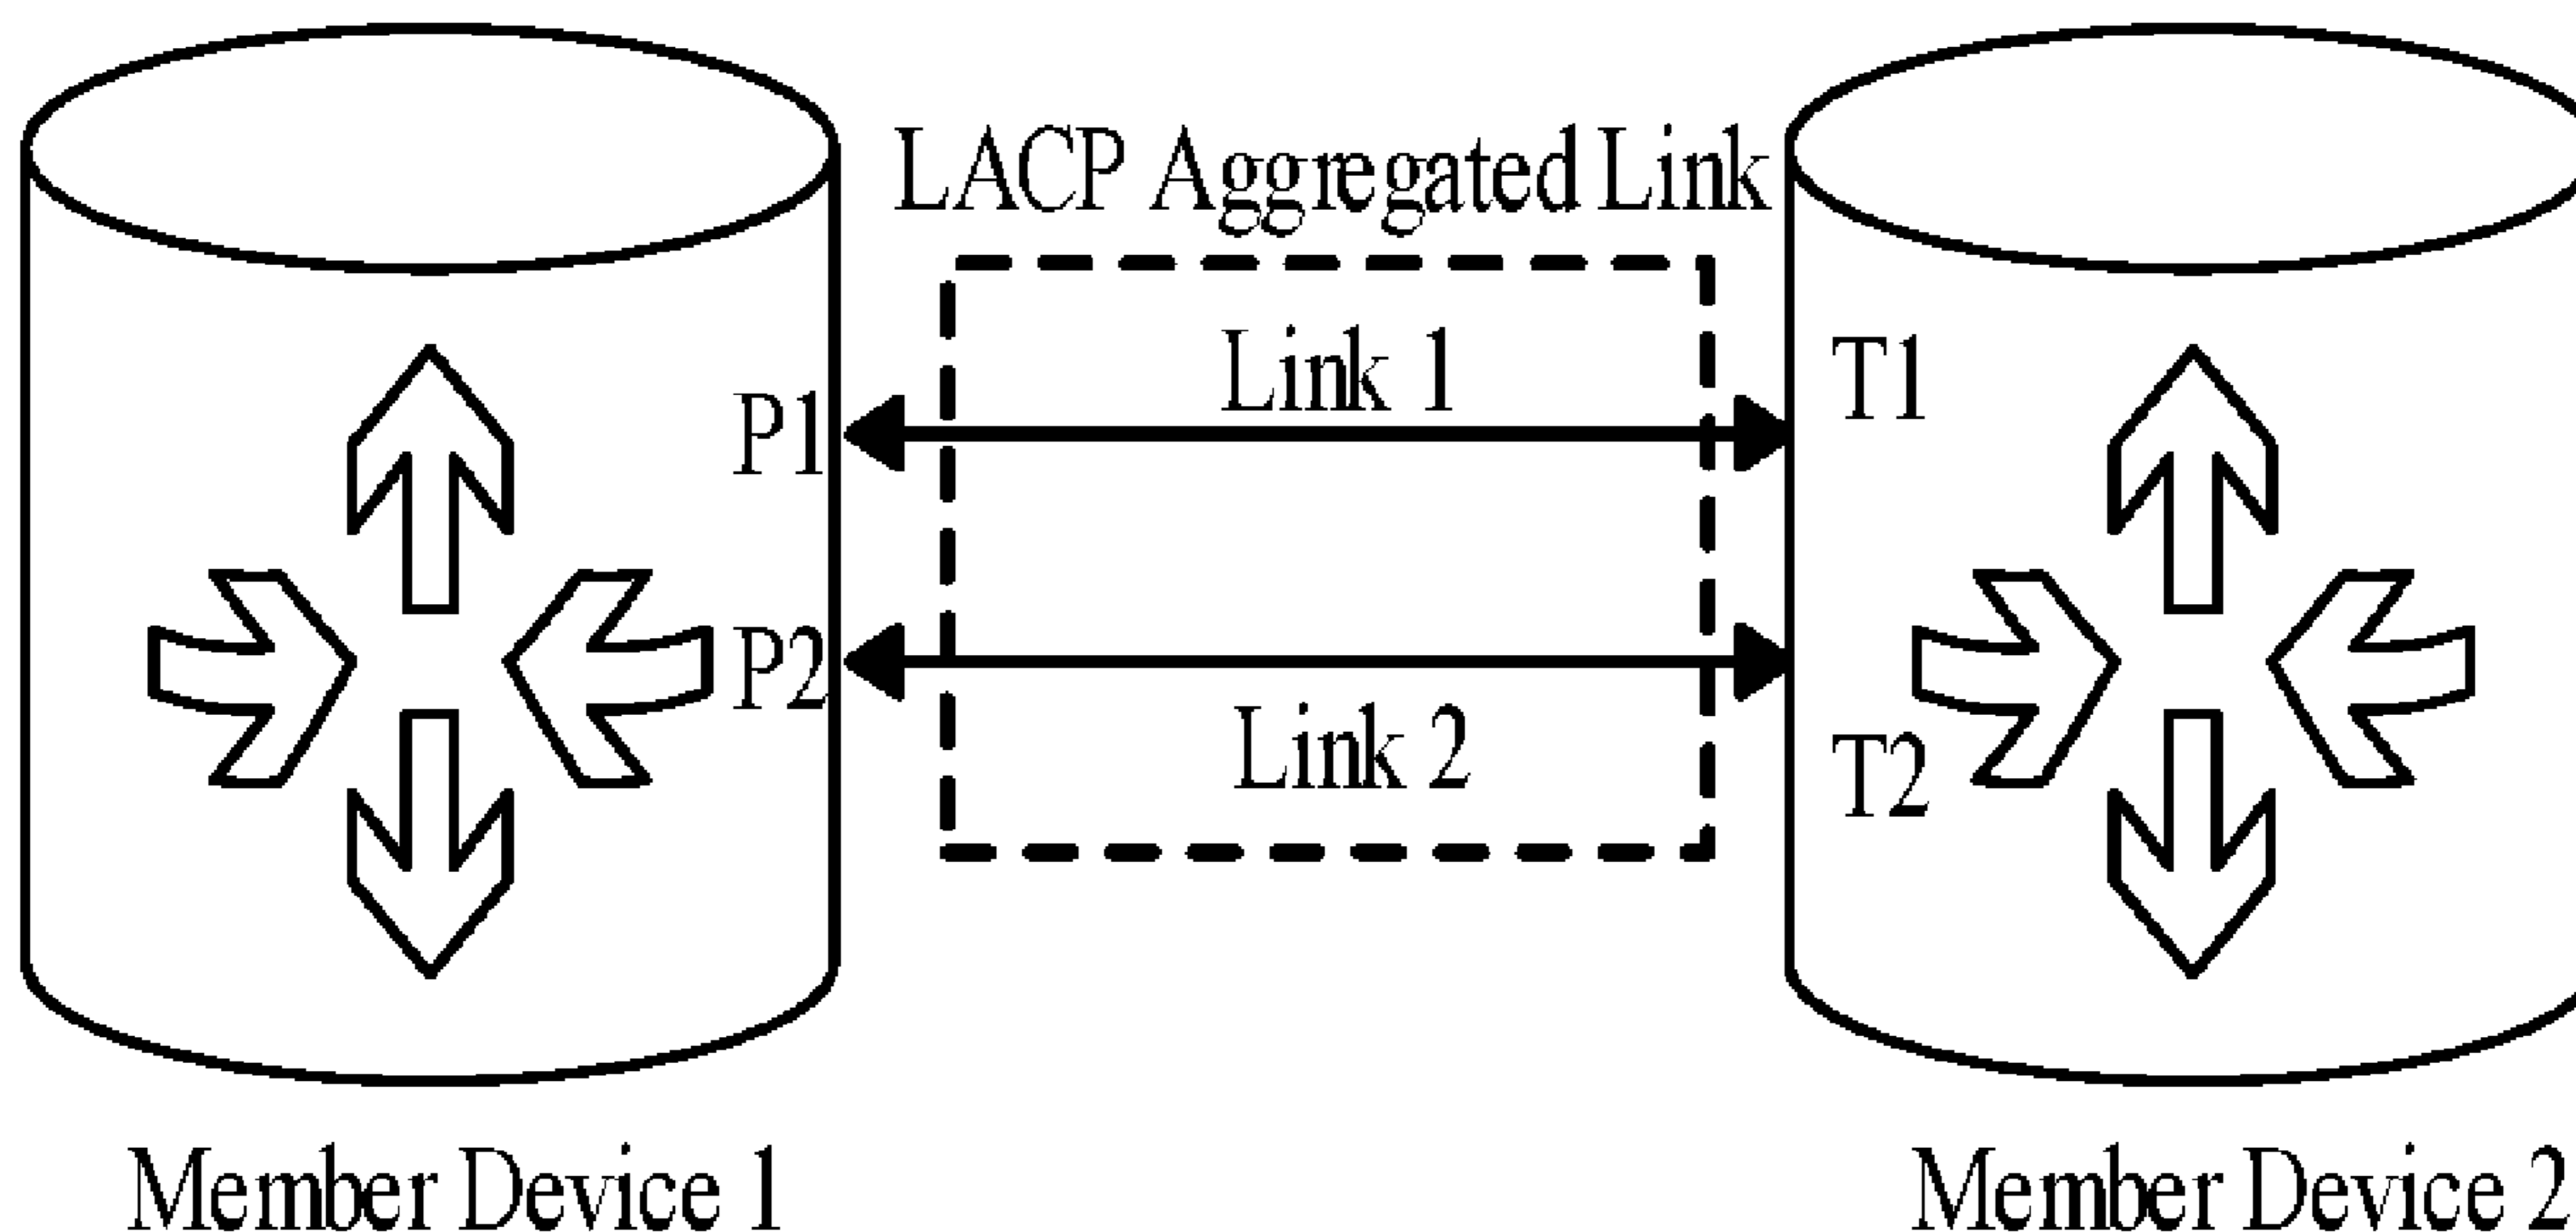 LACP Aggregated Link
Link 1
T1
P1
P2
Link 2
T2
Member Device 1
Member Device 2